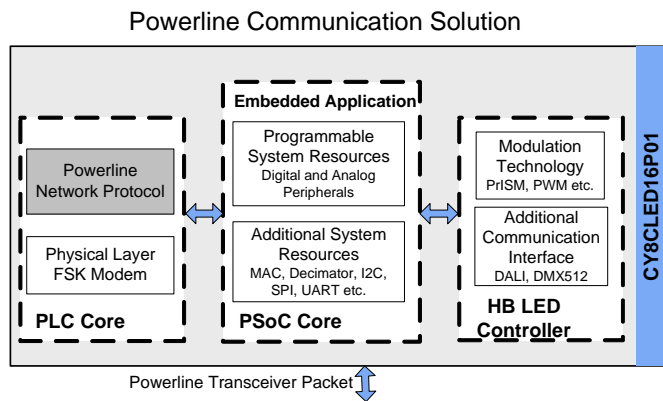 Powerline Communication Solution
Powerline
Network Protocol
Physical Layer
FSK Modem
PLC Core
Embedded Application
Programmable
System Resources
Digital and Analog
Peripherals
Additional System
Resources
MAC, Decimator, I2C,
SPI, UART etc.
PSoC Core
Modulation
Technology
PrISM, PWM etc.
Additional
Communication
Interface
DALI, DMX512
HB LED
Controller
CY8CLED16P01
Powerline Transceiver Packet